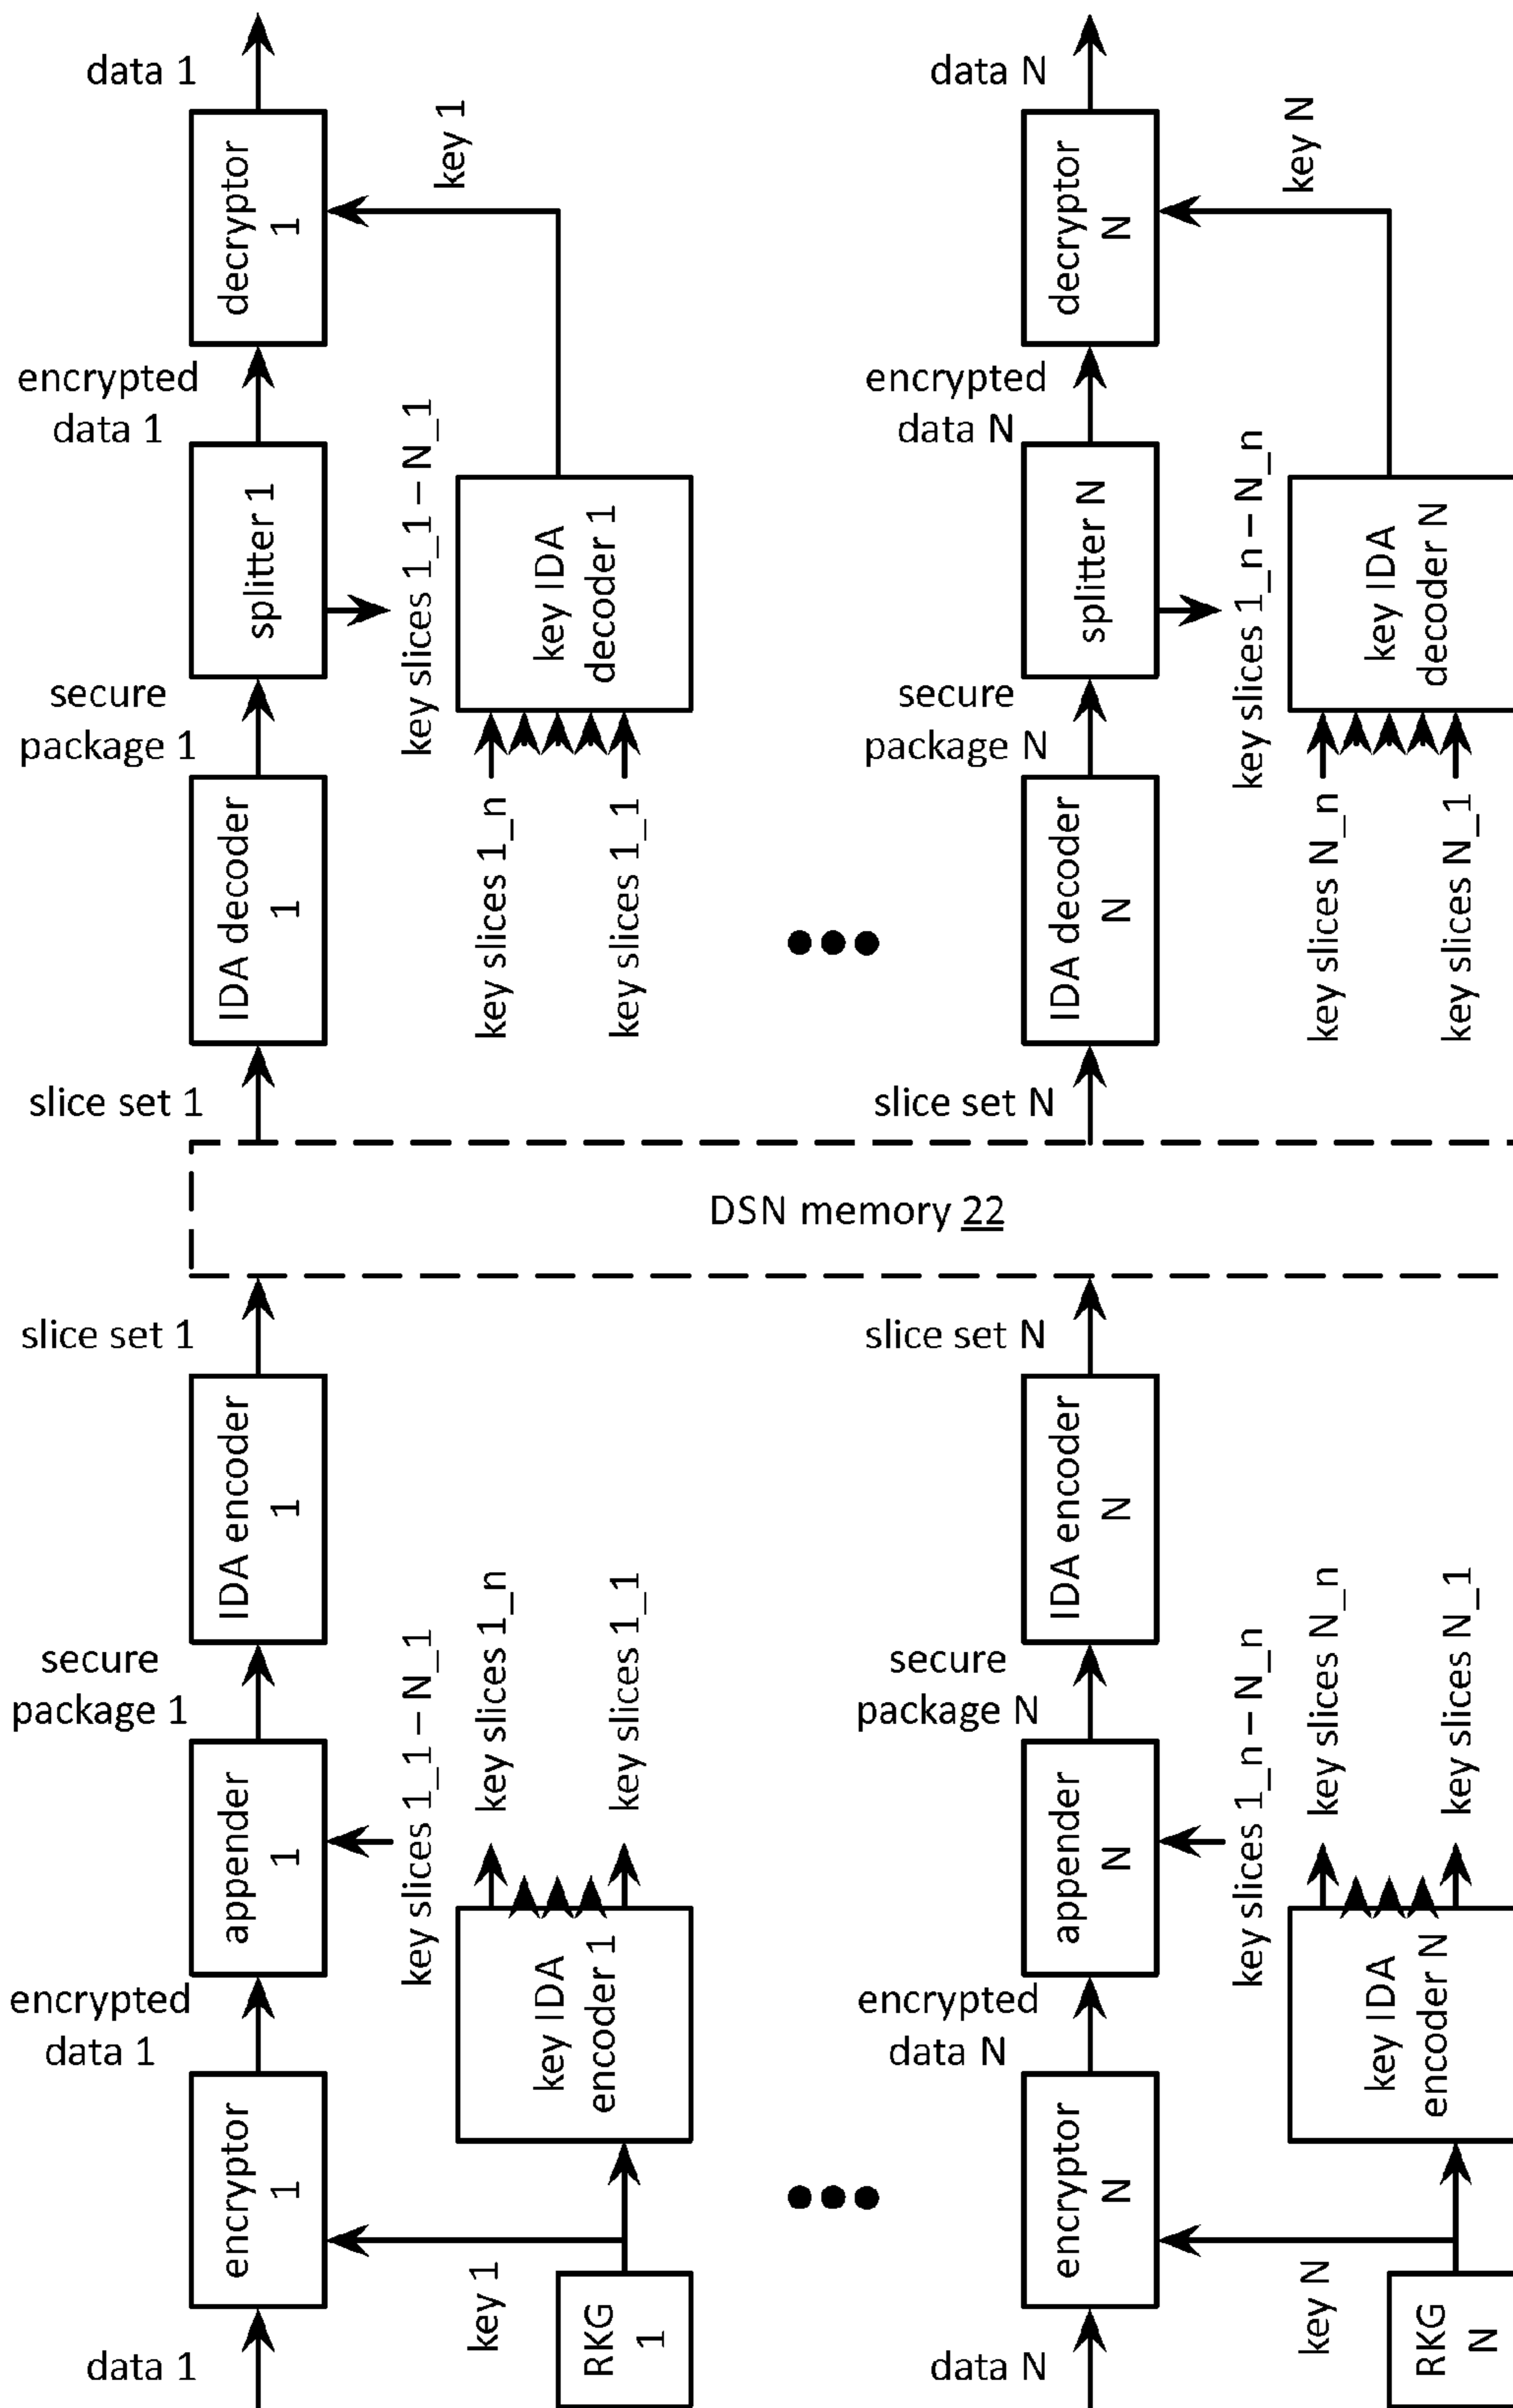 data 1
encryptor
1
encrypted
data 1
appender
1
secure
package 1
IDA encoder
1
slice set 1
key 1
RKG
1
key IDA
encoder 1
key slices 1_1 – N_1
key slices 1_n
key slices 1_1
DSN memory 22
slice set 1
IDA decoder
1
secure
package 1
splitter 1
encrypted
data 1
decryptor
1
data 1
key slices 1_1 – N_1
key slices 1_n
key slices 1_1
key IDA
decoder 1
key 1
data N
encryptor
N
encrypted
data N
appender
N
secure
package N
IDA encoder
N
slice set N
key N
RKG
N
key IDA
encoder N
key slices 1_n – N_n
key slices N_n
key slices N_1
slice set N
IDA decoder
N
secure
package N
splitter N
encrypted
data N
decryptor
N
data N
key slices 1_n – N_n
key slices N_n
key slices N_1
key IDA
decoder N
key N